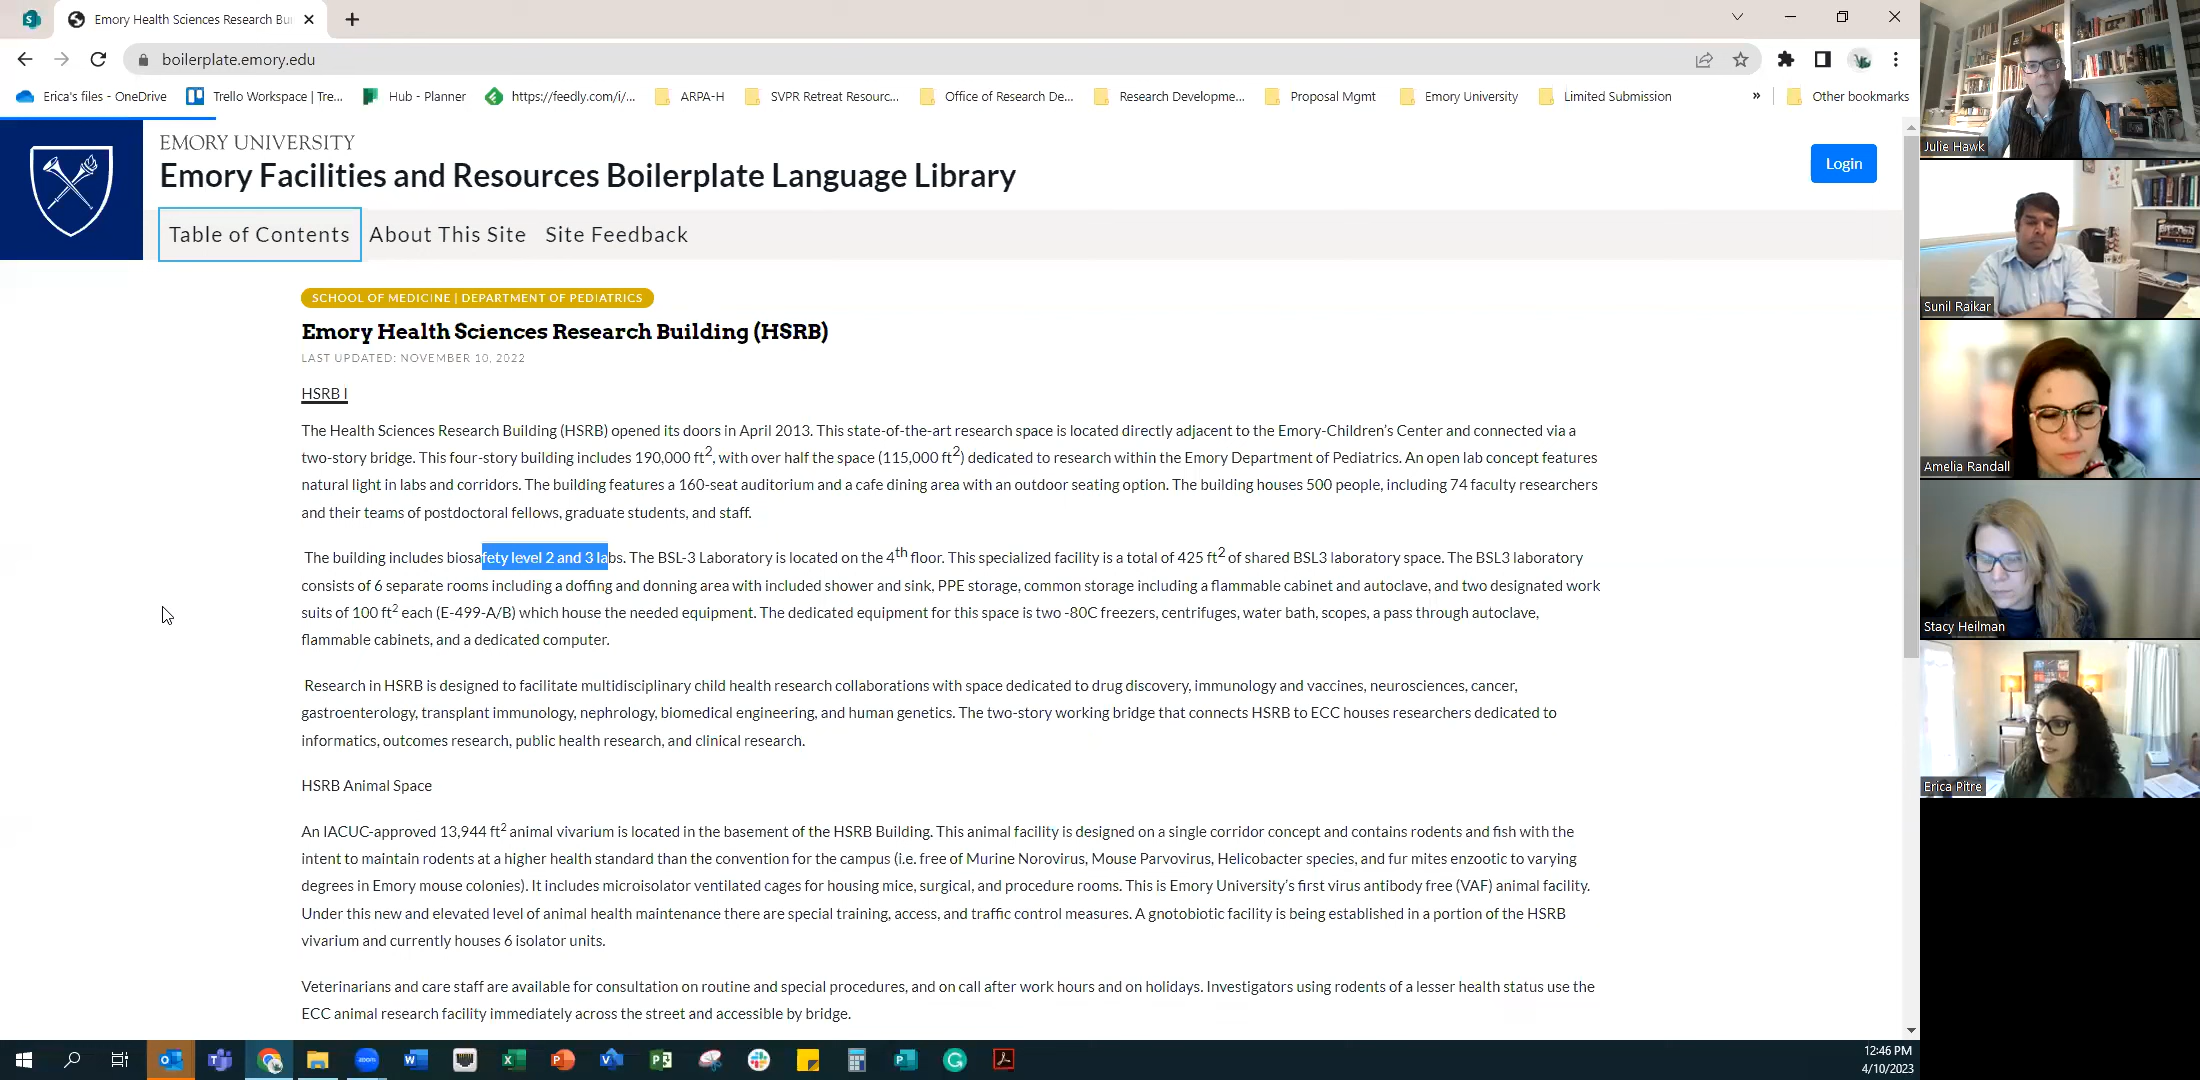 Emory Health Sciences Research Bu
boilerplate.emory.edu
Erica's files - OneDrive
Trello Workspace | Tre...
Hub - Planner
https://feedly.com/i/...
ARPA-H
SVPR Retreat Resourc...
Office of Research De...
Research Developme...
Proposal Mgmt
Emory University
Limited Submission
»
Other bookmarks
EMORY UNIVERSITY
Emory Facilities and Resources Boilerplate Language Library
Login
Table of Contents
About This Site
Site Feedback
SCHOOL OF MEDICINE | DEPARTMENT OF PEDIATRICS
Emory Health Sciences Research Building (HSRB)
LAST UPDATED: NOVEMBER 10, 2022
HSRB I
The Health Sciences Research Building (HSRB) opened its doors in April 2013. This state-of-the-art research space is located directly adjacent to the Emory-Children's Center and connected via a
two-story bridge. This four-story building includes 190,000 ft2, with over half the space (115,000 ft2) dedicated to research within the Emory Department of Pediatrics. An open lab concept features
natural light in labs and corridors. The building features a 160-seat auditorium and a cafe dining area with an outdoor seating option. The building houses 500 people, including 74 faculty researchers
and their teams of postdoctoral fellows, graduate students, and staff.
The building includes biosafety level 2 and 3 labs. The BSL-3 Laboratory is located on the 4th floor. This specialized facility is a total of 425 ft2 of shared BSL3 laboratory space. The BSL3 laboratory
consists of 6 separate rooms including a doffing and donning area with included shower and sink, PPE storage, common storage including a flammable cabinet and autoclave, and two designated work
suits of 100 ft2 each (E-499-A/B) which house the needed equipment. The dedicated equipment for this space is two -80C freezers, centrifuges, water bath, scopes, a pass through autoclave,
flammable cabinets, and a dedicated computer.
Research in HSRB is designed to facilitate multidisciplinary child health research collaborations with space dedicated to drug discovery, immunology and vaccines, neurosciences, cancer,
gastroenterology, transplant immunology, nephrology, biomedical engineering, and human genetics. The two-story working bridge that connects HSRB to ECC houses researchers dedicated to
informatics, outcomes research, public health research, and clinical research.
HSRB Animal Space
An IACUC-approved 13,944 ft2 animal vivarium is located in the basement of the HSRB Building. This animal facility is designed on a single corridor concept and contains rodents and fish with the
intent to maintain rodents at a higher health standard than the convention for the campus (i.e. free of Murine Norovirus, Mouse Parvovirus, Helicobacter species, and fur mites enzootic to varying
degrees in Emory mouse colonies). It includes microisolator ventilated cages for housing mice, surgical, and procedure rooms. This is Emory University's first virus antibody free (VAF) animal facility.
Under this new and elevated level of animal health maintenance there are special training, access, and traffic control measures. A gnotobiotic facility is being established in a portion of the HSRB
vivarium and currently houses 6 isolator units.
Veterinarians and care staff are available for consultation on routine and special procedures, and on call after work hours and on holidays. Investigators using rodents of a lesser health status use the
ECC animal research facility immediately across the street and accessible by bridge.
12:46 PM
4/10/2023
Julie Hawk
Sunil Raikar
Amelia Randall
Stacy Heilman
Erica Pitre